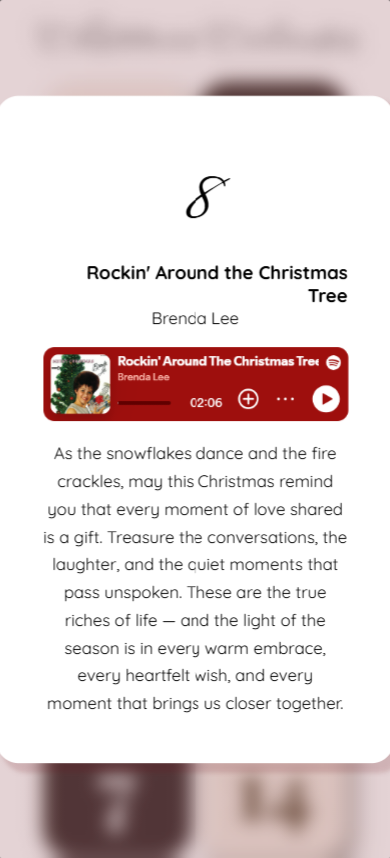 8
Rockin' Around the Christmas
Tree
Brenda Lee
Rockin' Around The Christmas Tree
Brenda Lee
02:06
As the snowflakes dance and the fire
crackles, may this Christmas remind
you that every moment of love shared
is a gift. Treasure the conversations, the
laughter, and the quiet moments that
pass unspoken. These are the true
riches of life — and the light of the
season is in every warm embrace,
every heartfelt wish, and every
moment that brings us closer together.
7
14